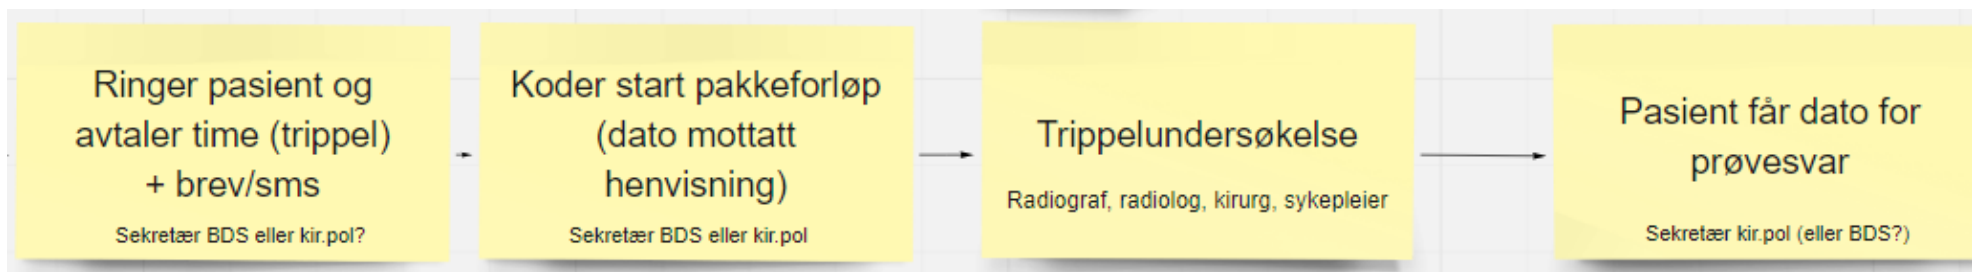 Ringer pasient og
avtaler time (trippel)
+ brev/sms
Sekretær BDS eller kir.pol?
Koder start pakkeforløp
(dato mottatt
henvisning)
Sekretær BDS eller kir.pol
Trippelundersøkelse
Radiograf, radiolog, kirurg, sykepleier
Pasient får dato for
prøvesvar
Sekretær kir.pol (eller BDS?)